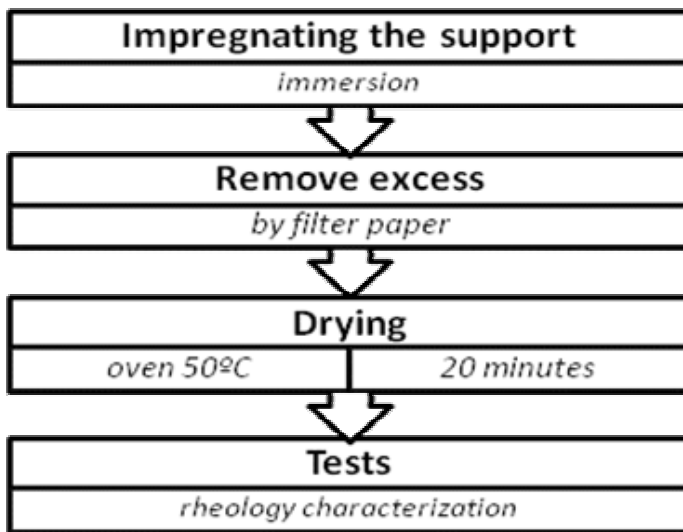 Impregnating the support
immersion
Remove excess
by filter paper
Drying
oven 50ºC 20 minutes
Tests
rheology characterization